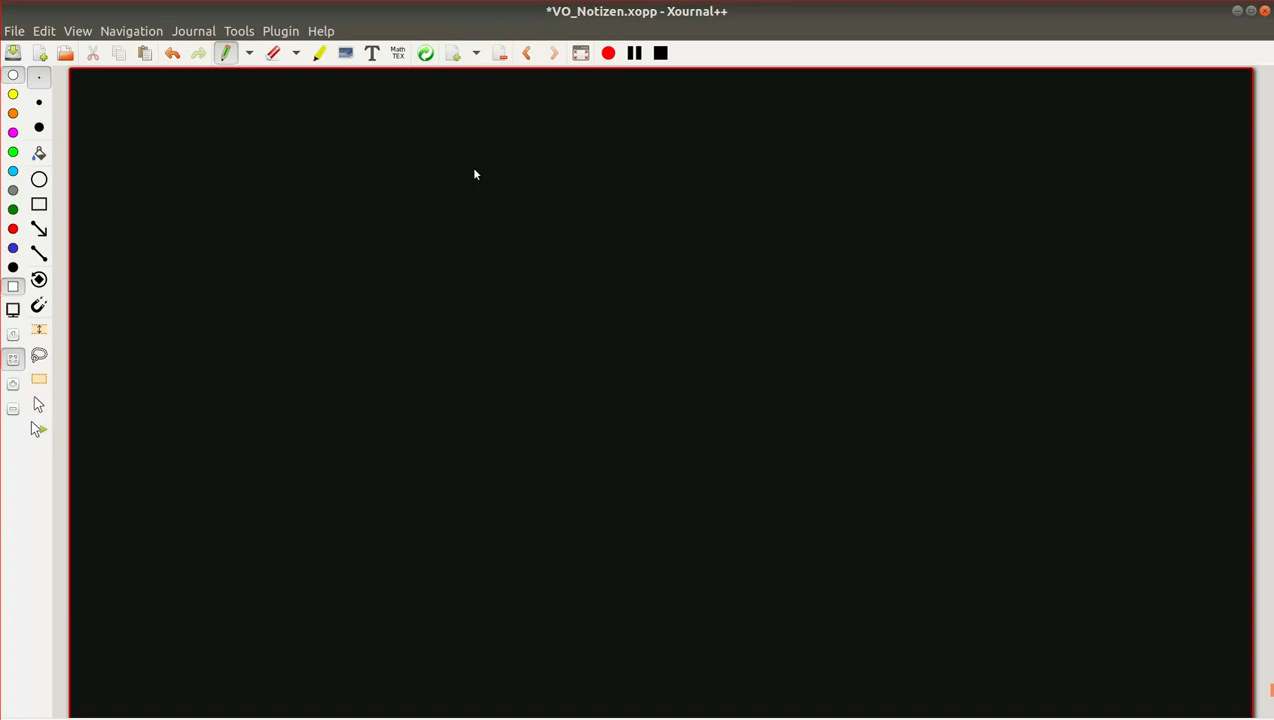 *VO_Notizen.xopp - Xournal++
File Edit View Navigation Journal Tools Plugin Help
T Math TEX